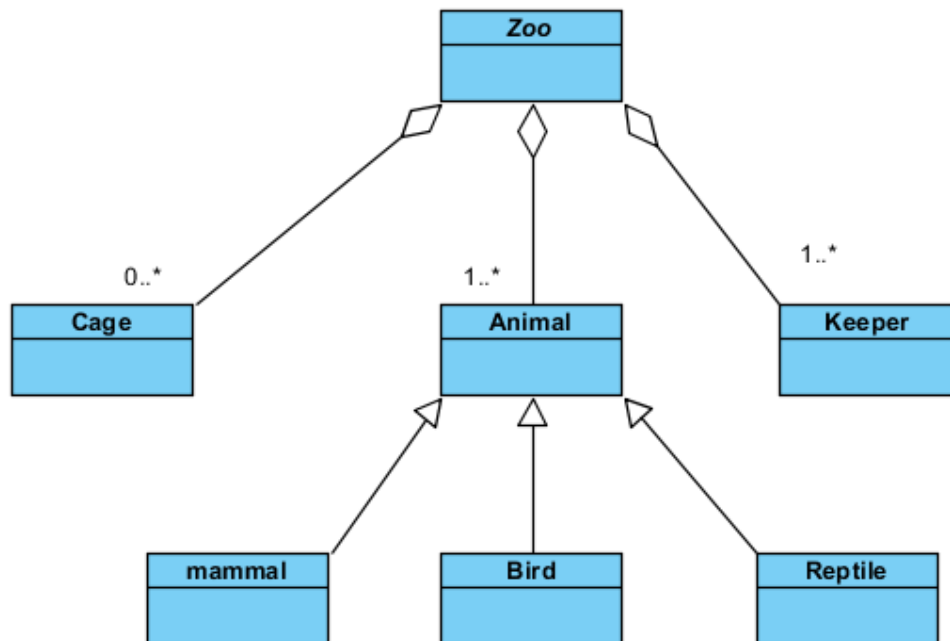 Zoo
0..*
1..*
1..*
Cage
Animal
Keeper
mammal
Bird
Reptile